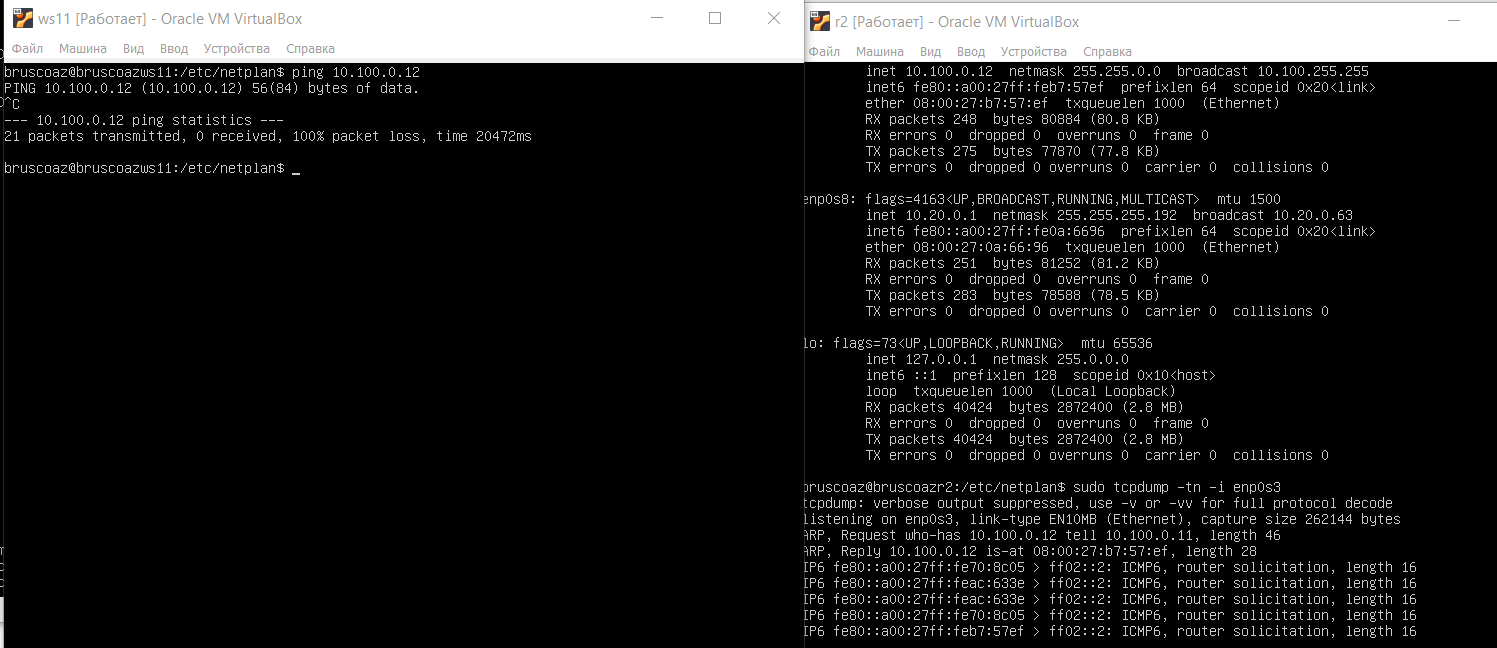 ws11 [Работает] - Oracle VM VirtualBox
Файл Машина Вид Ввод Устройства Справка
bruscoaz@bruscoazws11:/etc/netplan$ ping 10.100.0.12
PING 10.100.0.12 (10.100.0.12) 56(84) bytes of data.
^C
--- 10.100.0.12 ping statistics ---
21 packets transmitted, 0 received, 100% packet loss, time 20472ms
bruscoaz@bruscoazws11:/etc/netplan$ _
r2 [Работает] - Oracle VM VirtualBox
Файл Машина Вид Ввод Устройства Справка
inet 10.100.0.12 netmask 255.255.0.0 broadcast 10.100.255.255
inet6 fe80::a00:27ff:feb7:57ef prefixlen 64 scopeid 0x20<link>
ether 08:00:27:b7:57:ef txqueuelen 1000 (Ethernet)
RX packets 248 bytes 80884 (80.8 KB)
RX errors 0 dropped 0 overruns 0 frame 0
TX packets 275 bytes 77870 (77.8 KB)
TX errors 0 dropped 0 overruns 0 carrier 0 collisions 0
enp0s8: flags=4163<UP,BROADCAST,RUNNING,MULTICAST> mtu 1500
inet 10.20.0.1 netmask 255.255.255.192 broadcast 10.20.0.63
inet6 fe80::a00:27ff:fe0a:6696 prefixlen 64 scopeid 0x20<link>
ether 08:00:27:0a:66:96 txqueuelen 1000 (Ethernet)
RX packets 251 bytes 81252 (81.2 KB)
RX errors 0 dropped 0 overruns 0 frame 0
TX packets 283 bytes 78588 (78.5 KB)
TX errors 0 dropped 0 overruns 0 carrier 0 collisions 0
lo: flags=73<UP,LOOPBACK,RUNNING> mtu 65536
inet 127.0.0.1 netmask 255.0.0.0
inet6 ::1 prefixlen 128 scopeid 0x10<host>
loop txqueuelen 1000 (Local Loopback)
RX packets 40424 bytes 2872400 (2.8 MB)
RX errors 0 dropped 0 overruns 0 frame 0
TX packets 40424 bytes 2872400 (2.8 MB)
TX errors 0 dropped 0 overruns 0 carrier 0 collisions 0
bruscoaz@bruscoazr2:/etc/netplan$ sudo tcpdump -tn -i enp0s3
tcpdump: verbose output suppressed, use -v or -vv for full protocol decode
listening on enp0s3, link-type EN10MB (Ethernet), capture size 262144 bytes
ARP, Request who-has 10.100.0.12 tell 10.100.0.11, length 46
ARP, Reply 10.100.0.12 is-at 08:00:27:b7:57:ef, length 28
IP6 fe80::a00:27ff:fe70:8c05 > ff02::2: ICMP6, router solicitation, length 16
IP6 fe80::a00:27ff:feac:633e > ff02::2: ICMP6, router solicitation, length 16
IP6 fe80::a00:27ff:feac:633e > ff02::2: ICMP6, router solicitation, length 16
IP6 fe80::a00:27ff:fe70:8c05 > ff02::2: ICMP6, router solicitation, length 16
IP6 fe80::a00:27ff:feb7:57ef > ff02::2: ICMP6, router solicitation, length 16